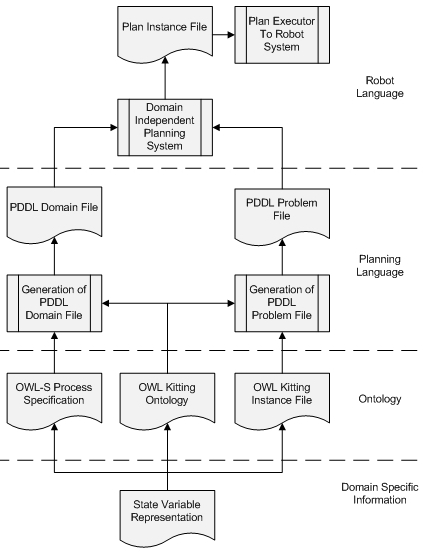 Plan Instance File
Plan Executor
To Robot
System
Robot
Language
Domain
Independent
Planning
System
PDDL Domain File
PDDL Problem
File
Planning
Language
Generation of
PDDL
Domain File
Generation of
PDDL
Problem File
OWL-S Process
Specification
OWL Kitting
Ontology
OWL Kitting
Instance File
Ontology
Domain Specific
Information
State Variable
Representation